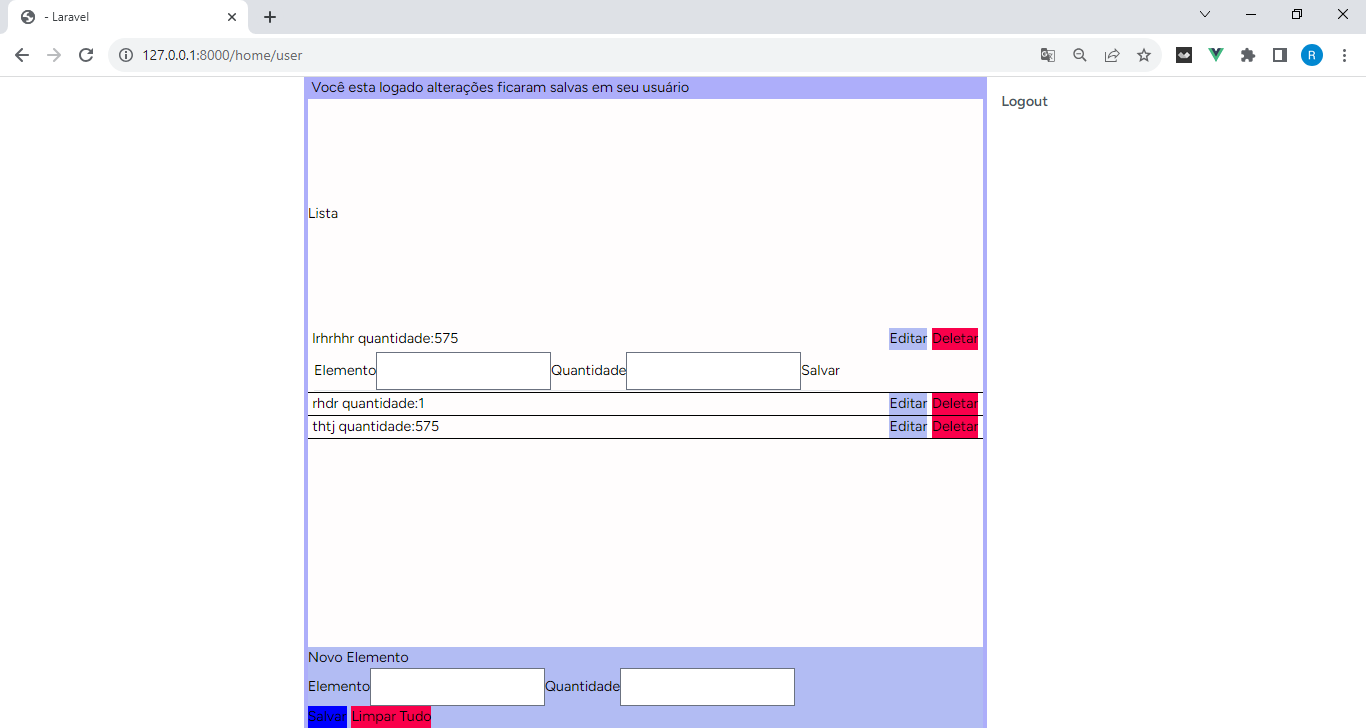 - Laravel
127.0.0.1:8000/home/user
R
Você esta logado alterações ficaram salvas em seu usuário
Logout
Lista
lrhrhhr quantidade:575 Editar Deletar
Elemento Quantidade Salvar
rhdr quantidade:1 Editar Deletar
thtj quantidade:575 Editar Deletar
Novo Elemento
Elemento Quantidade
Salvar Limpar Tudo